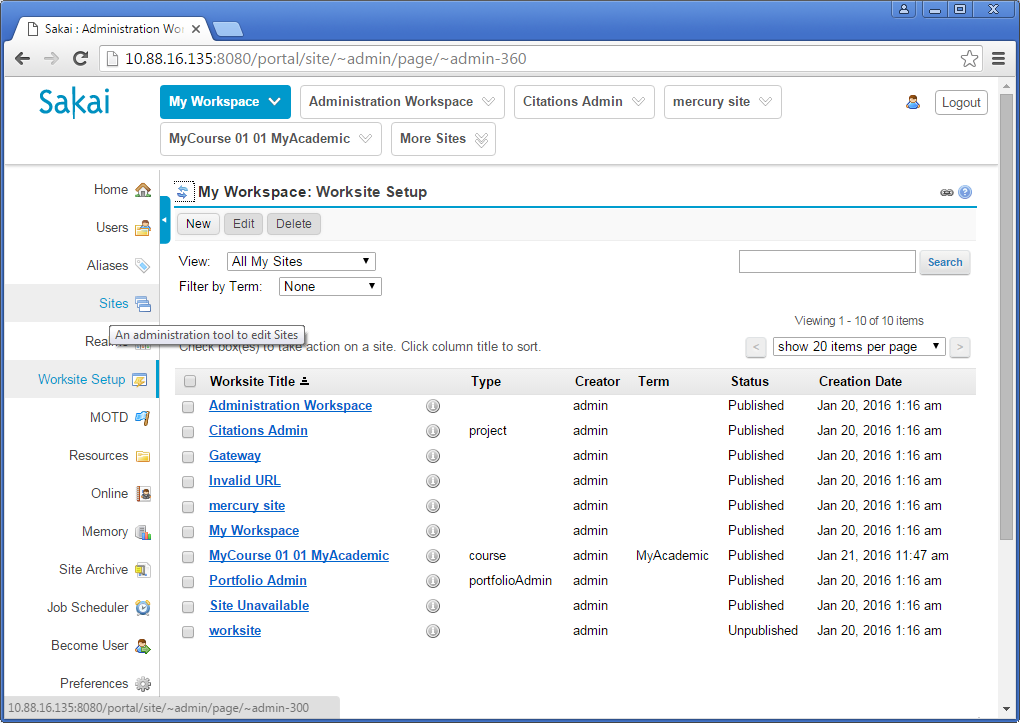 Sakai : Administration Wor
10.88.16.135:8080/portal/site/~admin/page/~admin-360
Sakai
My Workspace
Administration Workspace
Citations Admin
mercury site
Logout
MyCourse 01 01 MyAcademic
More Sites
Home
Users
Aliases
Sites
An administration tool to edit Sites
Worksite Setup
MOTD
Resources
Online
Memory
Site Archive
Job Scheduler
Become User
Preferences
My Workspace: Worksite Setup
?
New Edit Delete
View: All My Sites
Search
Filter by Term: None
Viewing 1 - 10 of 10 items
Check box(es) to take action on a site. Click column title to sort.
< show 20 items per page >
Worksite Title Type Creator Term Status Creation Date
Administration Workspace admin Published Jan 20, 2016 1:16 am
Citations Admin project admin Published Jan 20, 2016 1:16 am
Gateway admin Published Jan 20, 2016 1:16 am
Invalid URL admin Published Jan 20, 2016 1:16 am
mercury site admin Published Jan 20, 2016 1:16 am
My Workspace admin Published Jan 20, 2016 1:16 am
MyCourse 01 01 MyAcademic course admin MyAcademic Published Jan 21, 2016 11:47 am
Portfolio Admin portfolioAdmin admin Published Jan 20, 2016 1:16 am
Site Unavailable admin Published Jan 20, 2016 1:16 am
worksite admin Unpublished Jan 20, 2016 1:16 am
10.88.16.135:8080/portal/site/~admin/page/~admin-300